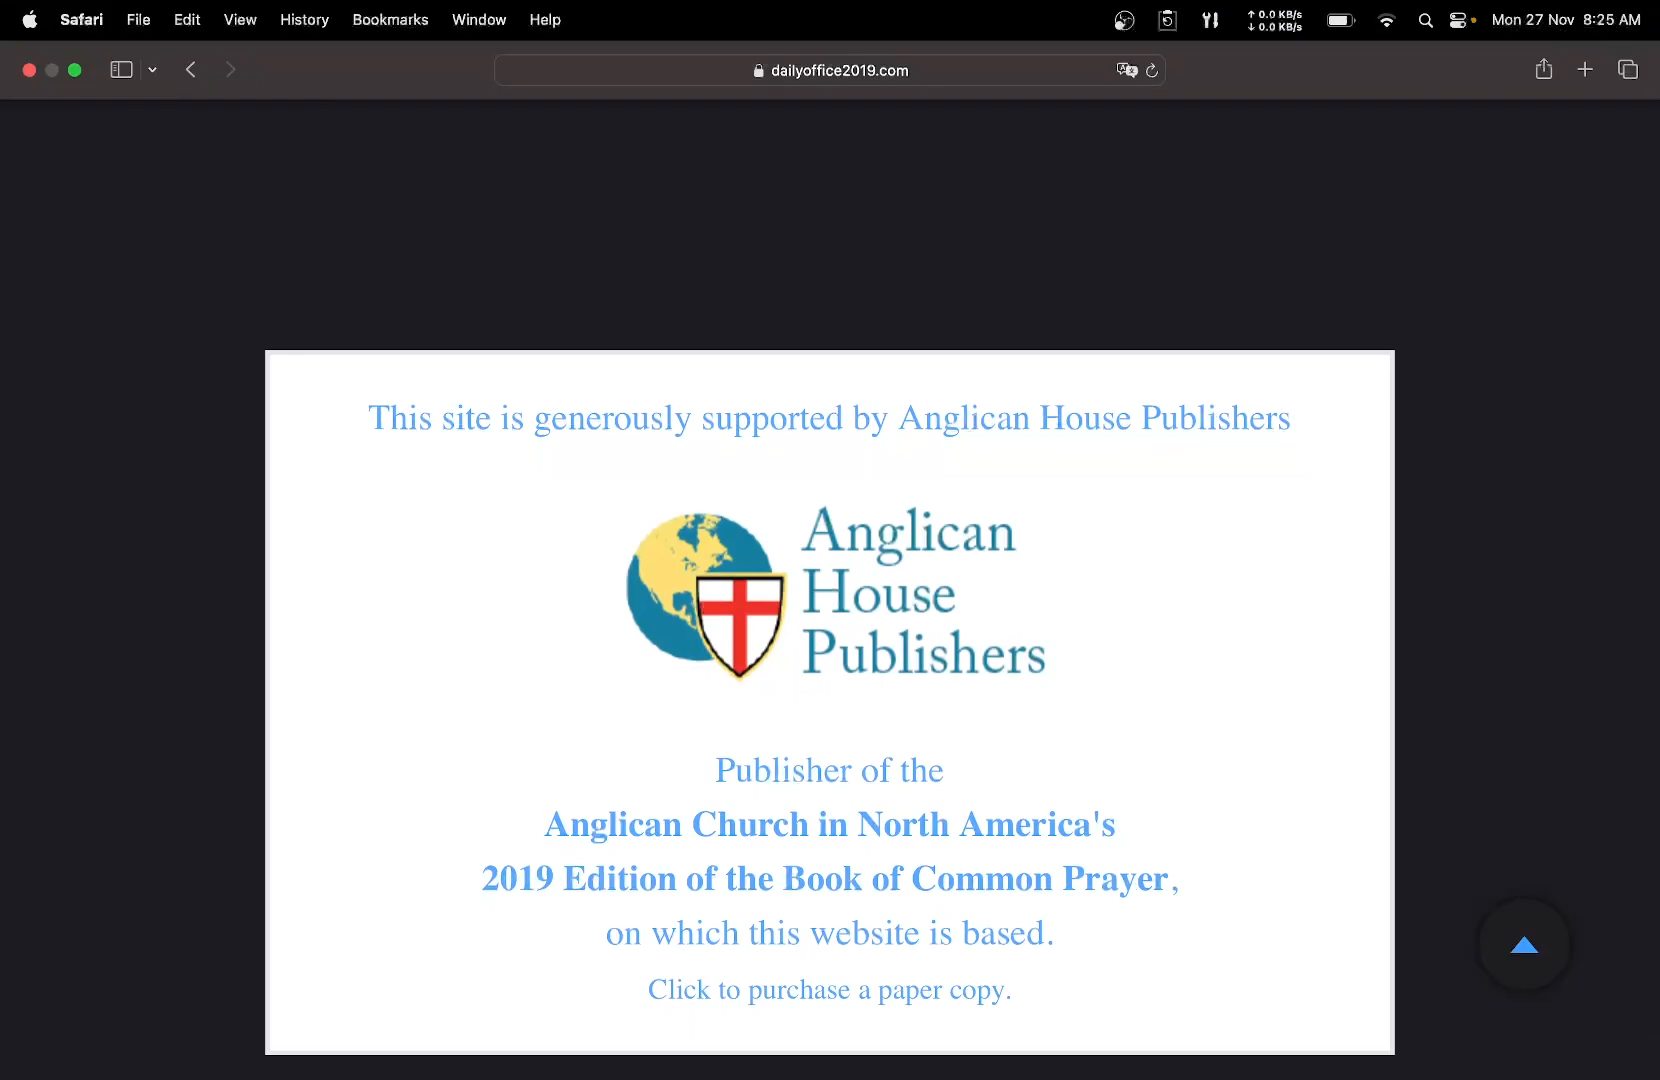 Safari File Edit View History Bookmarks Window Help
↑ 0.0 KB/s
↓ 0.0 KB/s
Mon 27 Nov 8:25 AM
dailyoffice2019.com
This site is generously supported by Anglican House Publishers
Anglican
House
Publishers
Publisher of the
Anglican Church in North America's
2019 Edition of the Book of Common Prayer,
on which this website is based.
Click to purchase a paper copy.